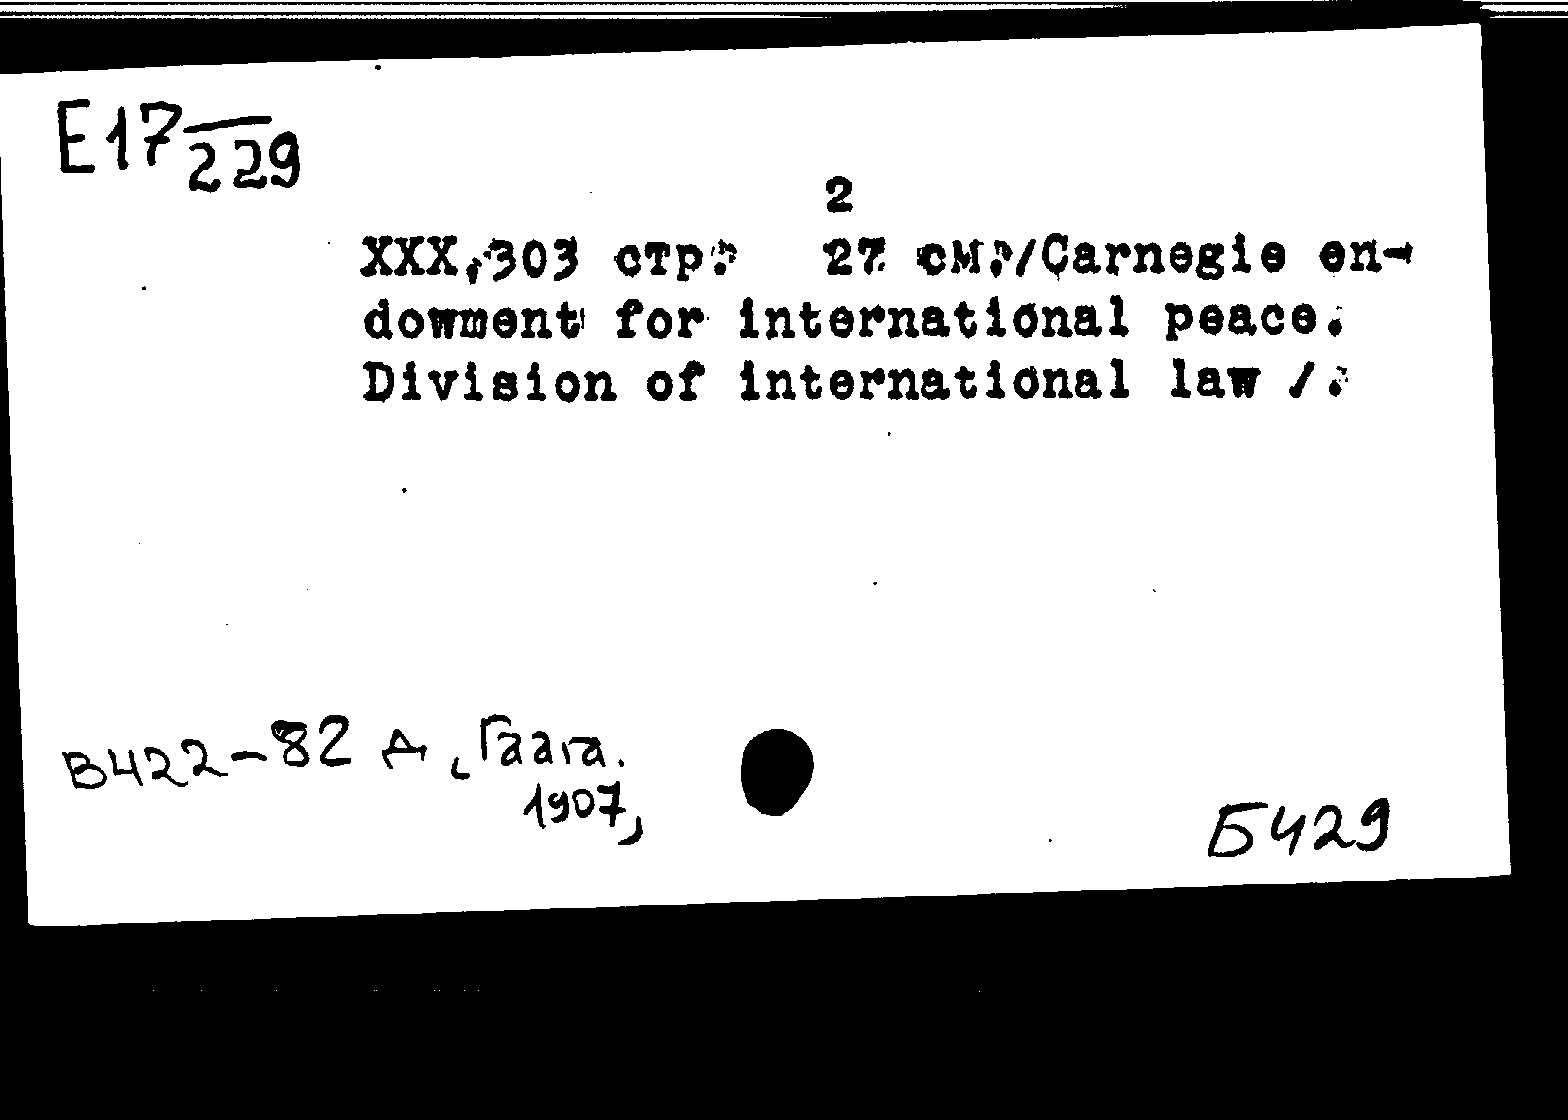 E17/229
2
XXX, 303 стр. 27 см./Carnegie en-
dowment for international peace.
Division of international law /.
B422-82 д, Гаага.
1907,
Б429